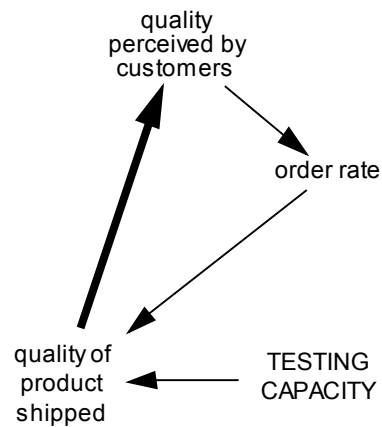 quality
perceived by
customers
order rate
quality of
product
shipped
TESTING
CAPACITY